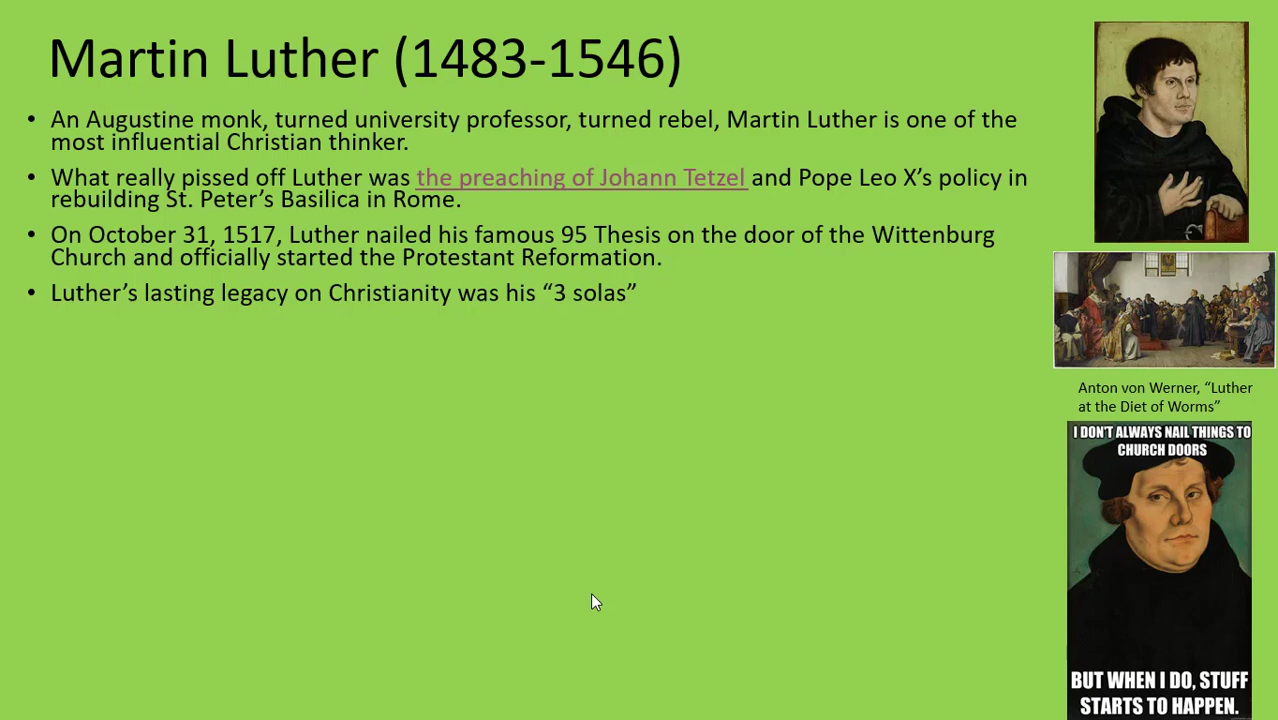 Martin Luther (1483-1546)
• An Augustine monk, turned university professor, turned rebel, Martin Luther is one of the
most influential Christian thinker.
• What really pissed off Luther was the preaching of Johann Tetzel and Pope Leo X’s policy in
rebuilding St. Peter’s Basilica in Rome.
• On October 31, 1517, Luther nailed his famous 95 Thesis on the door of the Wittenburg
Church and officially started the Protestant Reformation.
• Luther’s lasting legacy on Christianity was his “3 solas”
Anton von Werner, “Luther
at the Diet of Worms”
I DON'T ALWAYS NAIL THINGS TO
CHURCH DOORS
BUT WHEN I DO, STUFF
STARTS TO HAPPEN.